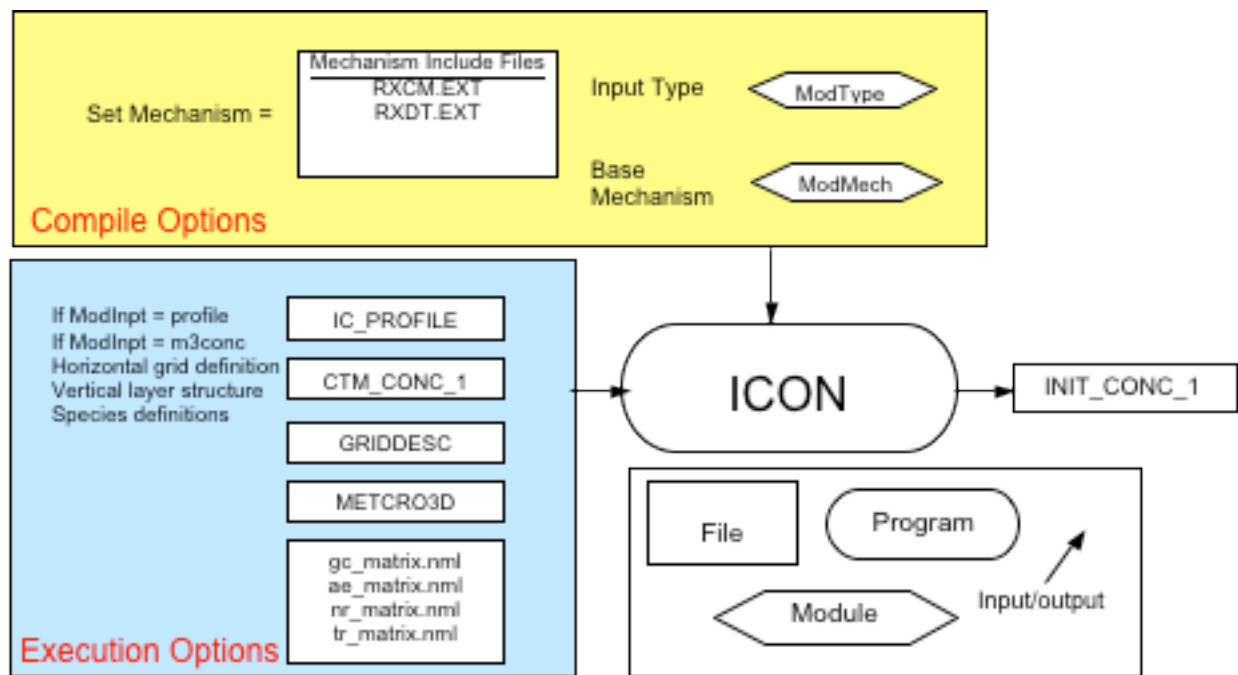 Mechanism Include Files
RXCM.EXT
RXDT.EXT
Set Mechanism =
Input Type
ModType
Base
Mechanism
ModMech
Compile Options
If ModInpt = profile
If ModInpt = m3conc
Horizontal grid definition
Vertical layer structure
Species definitions
IC_PROFILE
CTM_CONC_1
GRIDDESC
METCRO3D
gc_matrix.nml
ae_matrix.nml
nr_matrix.nml
tr_matrix.nml
Execution Options
ICON
INIT_CONC_1
File
Program
Module
Input/output